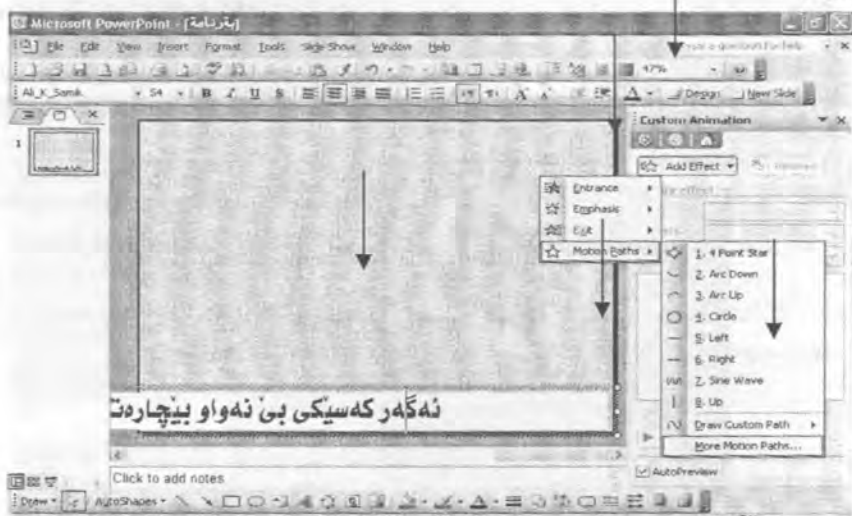 Microsoft PowerPoint - [بەرنامە]
File Edit View Insert Format Tools Slide Show Window Help
47%
Ali_K_Samik 54 B I U S A Design New Slide
Custom Animation
1
Add Effect
Entrance
Emphasis
Exit
Motion Paths
1. 4 Point Star
2. Arc Down
3. Arc Up
4. Circle
5. Left
6. Right
7. Sine Wave
8. Up
Draw Custom Path
More Motion Paths...
ئەگەر کەسێکی بێ نەواو بێچارەت
AutoPreview
Click to add notes
Draw AutoShapes